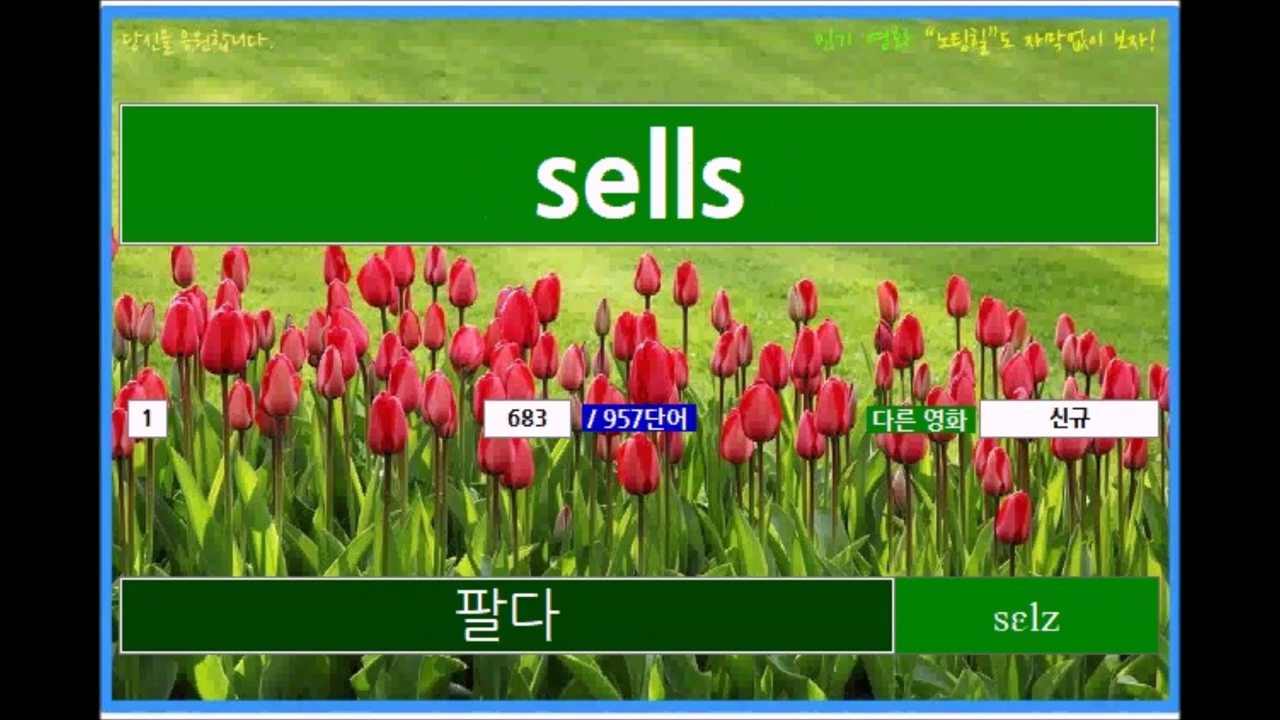 당신을 응원합니다.
인기 영화 “노팅힐”도 자막없이 보자!
sells
1
683
/ 957단어
다른 영화
신규
팔다
sɛlz